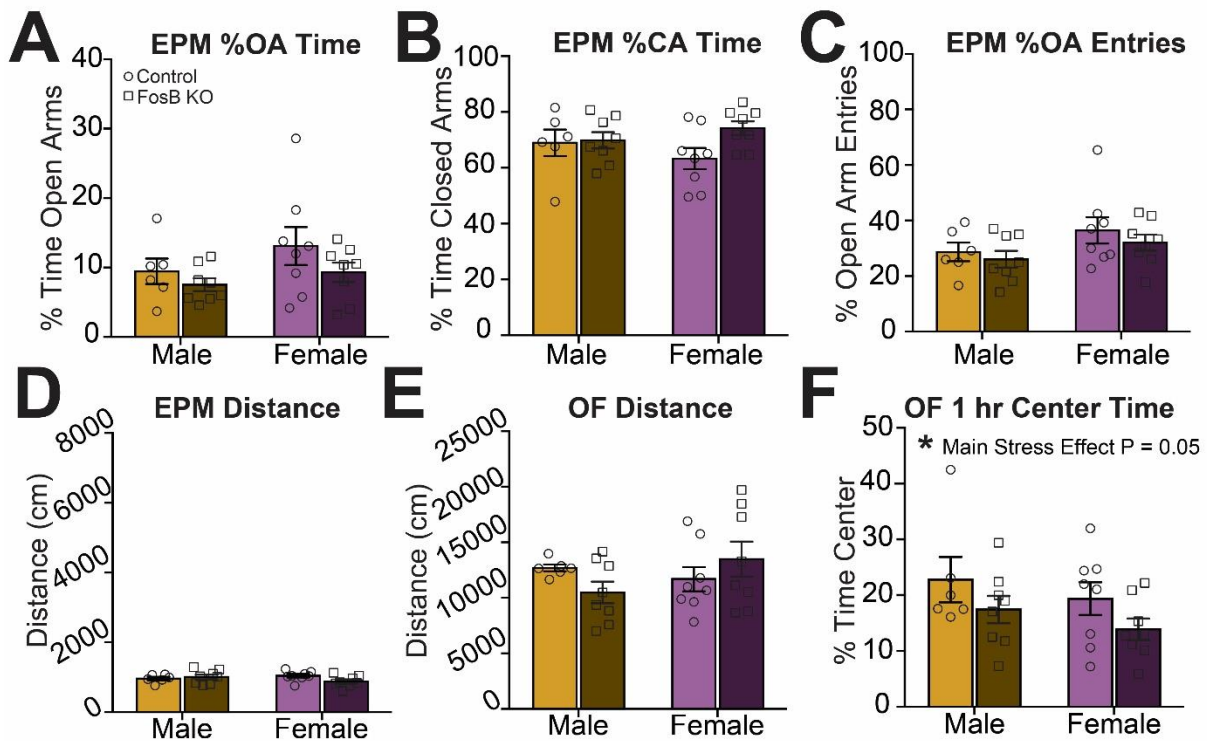 A
EPM %OA Time
% Time Open Arms
40
30
20
10
0
Control
FosB KO
Male
Female
B
EPM %CA Time
% Time Closed Arms
100
80
60
40
20
0
Male
Female
C
EPM %OA Entries
% Open Arm Entries
100
80
60
40
20
0
Male
Female
D
EPM Distance
Distance (cm)
8000
6000
4000
2000
0
Male
Female
E
OF Distance
Distance (cm)
25000
20000
15000
10000
5000
0
Male
Female
F
OF 1 hr Center Time
% Time Center
50
40
30
20
10
0
* Main Stress Effect P = 0.05
Male
Female